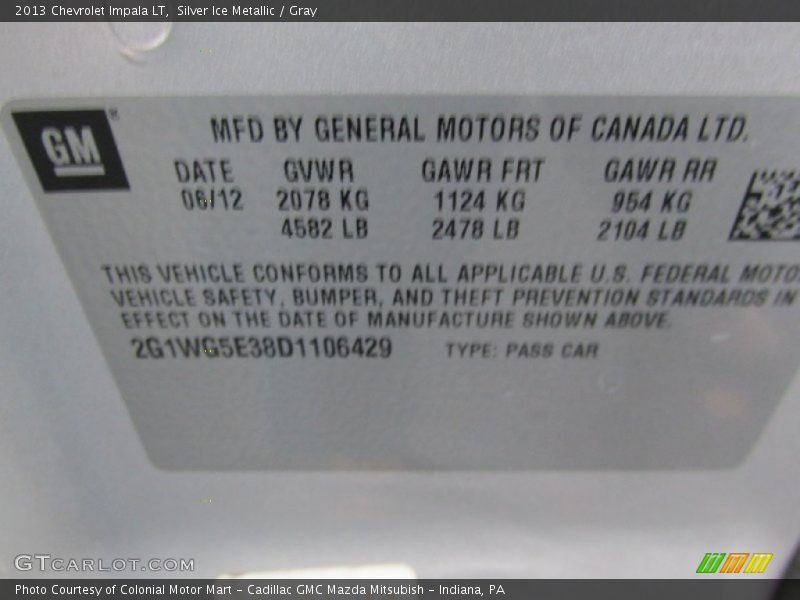 2013 Chevrolet Impala LT, Silver Ice Metallic / Gray
GM®
MFD BY GENERAL MOTORS OF CANADA LTD.
DATE GVWR GAWR FRT GAWR RR
06/12 2078 KG 1124 KG 954 KG
4582 LB 2478 LB 2104 LB
THIS VEHICLE CONFORMS TO ALL APPLICABLE U.S. FEDERAL MOTO
VEHICLE SAFETY, BUMPER, AND THEFT PREVENTION STANDARDS IN
EFFECT ON THE DATE OF MANUFACTURE SHOWN ABOVE.
2G1WG5E38D1106429 TYPE: PASS CAR
GTCARLOT.COM
Photo Courtesy of Colonial Motor Mart - Cadillac GMC Mazda Mitsubish - Indiana, PA